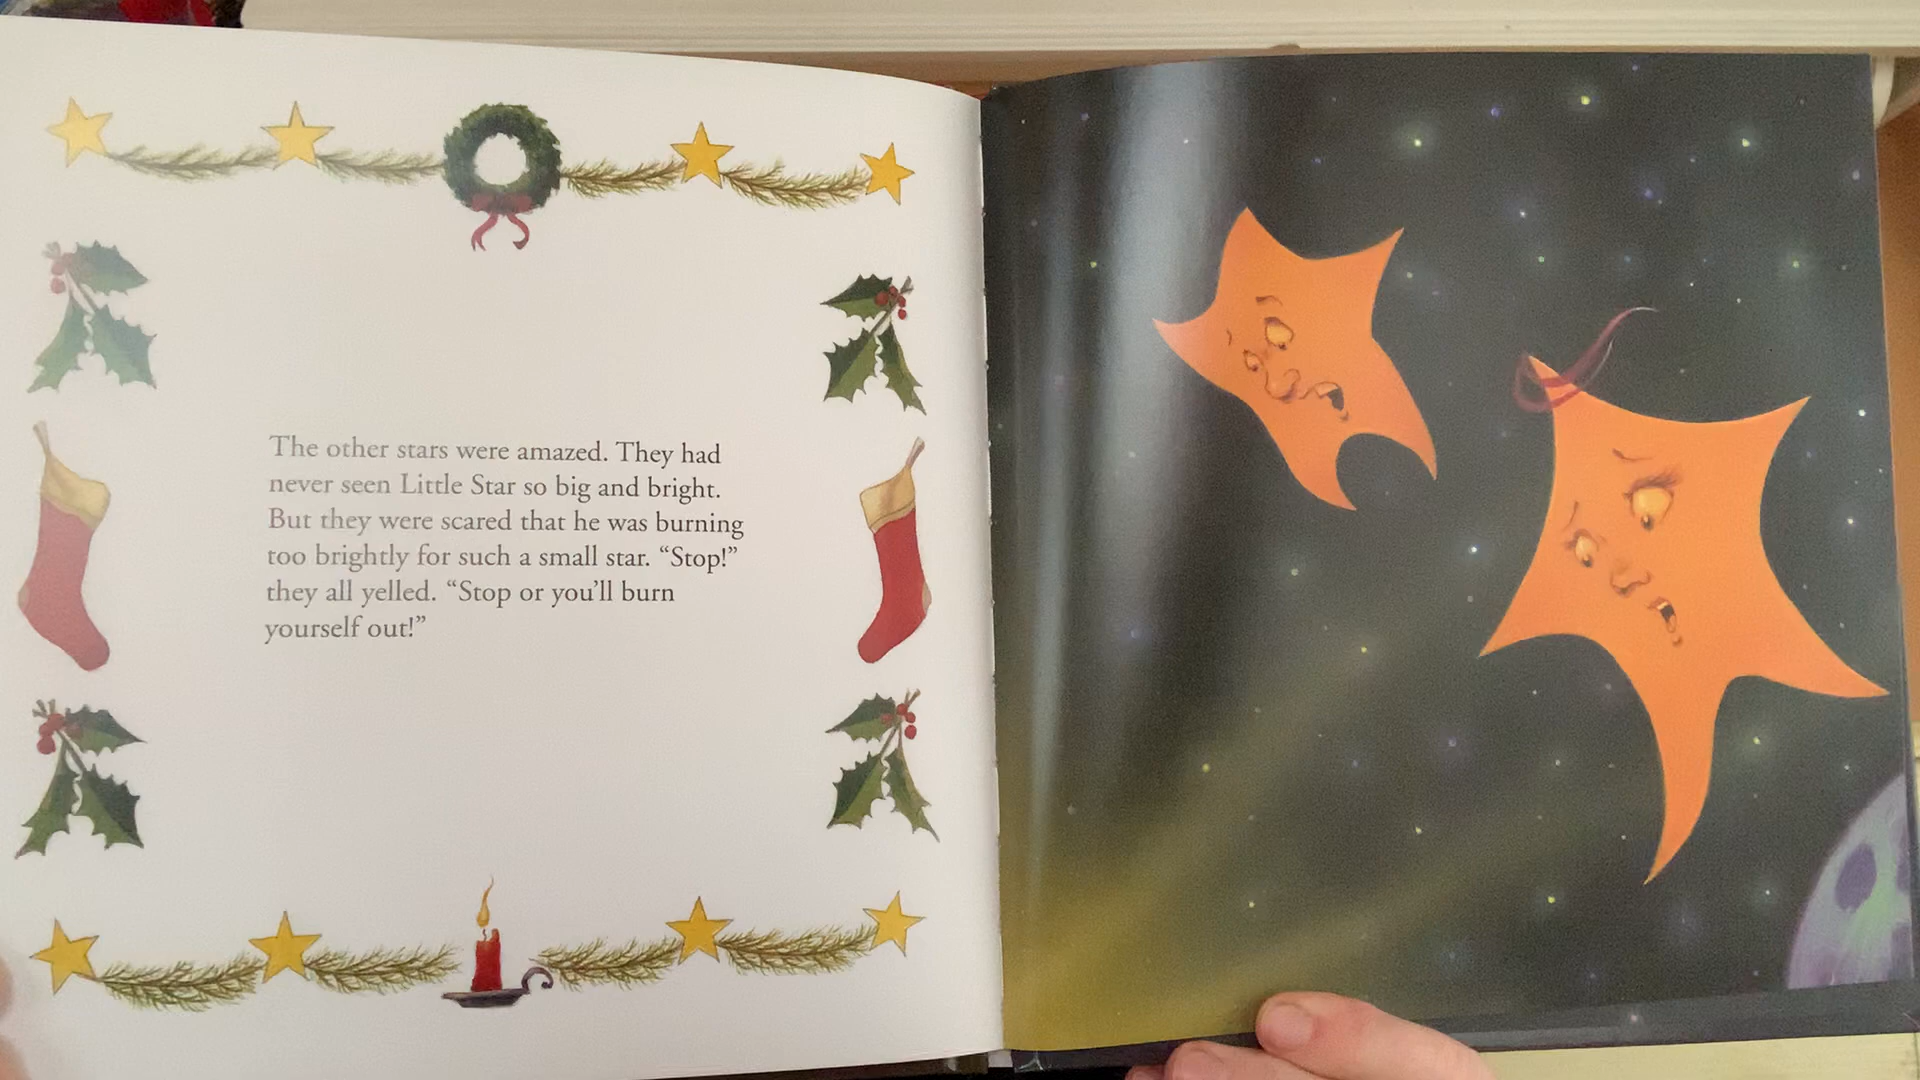 The other stars were amazed. They had
never seen Little Star so big and bright.
But they were scared that he was burning
too brightly for such a small star. “Stop!”
they all yelled. “Stop or you’ll burn
yourself out!”